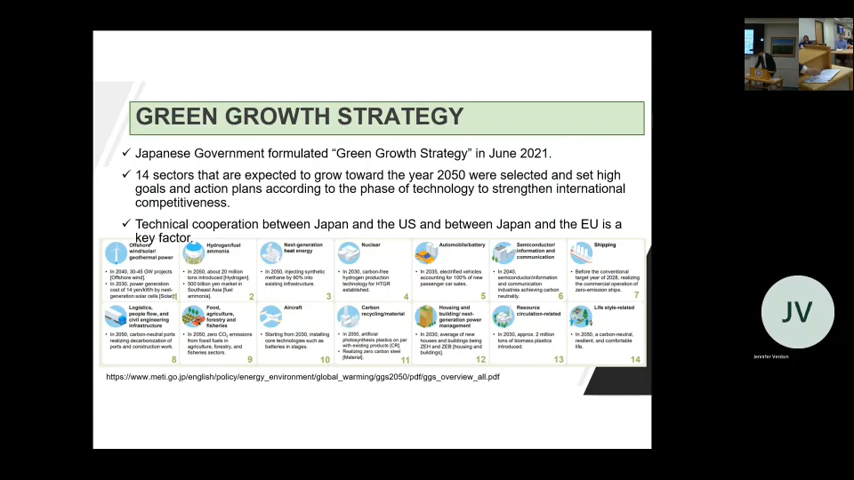 GREEN GROWTH STRATEGY
✓ Japanese Government formulated “Green Growth Strategy” in June 2021.
✓ 14 sectors that are expected to grow toward the year 2050 were selected and set high
goals and action plans according to the phase of technology to strengthen international
competitiveness.
✓ Technical cooperation between Japan and the US and between Japan and the EU is a
key factor.
Offshore
wind/solar/
geothermal power
• In 2040, 30-45 GW projects
[Offshore wind].
• In 2030, power generation
cost of 14 yen/kWh by next-
generation solar cells [Solar]
Hydrogen/fuel
ammonia
• In 2050, about 20 million
tons introduced [Hydrogen].
• 500 billion yen market in
Southeast Asia [fuel
ammonia].
2
Next-generation
heat energy
• In 2050, injecting synthetic
methane by 90% into
existing infrastructure.
3
Nuclear
• In 2030, carbon-free
hydrogen production
technology for HTGR
established.
4
Automobile/battery
• In 2035, electrified vehicles
accounting for 100% of new
passenger car sales.
5
Semiconductor/
information and
communication
• In 2040,
semiconductor/information
and communication
industries achieving carbon
neutrality.
6
Shipping
• Before the conventional
target year of 2028, realizing
the commercial operation of
zero-emission ships.
7
Logistics,
people flow, and
civil engineering
infrastructure
• In 2050, carbon-neutral ports
realizing decarbonization of
ports and construction work.
8
Food,
agriculture,
forestry and
fisheries
• In 2050, zero CO2 emissions
from fossil fuels in
agriculture, forestry, and
fisheries sectors.
9
Aircraft
• Starting from 2030, installing
core technologies such as
batteries in stages.
10
Carbon
recycling/material
• In 2050, artificial
photosynthesis plastics on par
with existing products [CR]
• Realizing zero carbon steel
[Material].
11
Housing and
building/ next-
generation power
management
• In 2030, average of new
houses and buildings being
ZEH and ZEB [housing and
buildings].
12
Resource
circulation-related
• In 2030, approx. 2 million
tons of biomass plastics
introduced.
13
Life style-related
• In 2050, a carbon-neutral,
resilient, and comfortable
life.
14
https://www.meti.go.jp/english/policy/energy_environment/global_warming/ggs2050/pdf/ggs_overview_all.pdf
JV